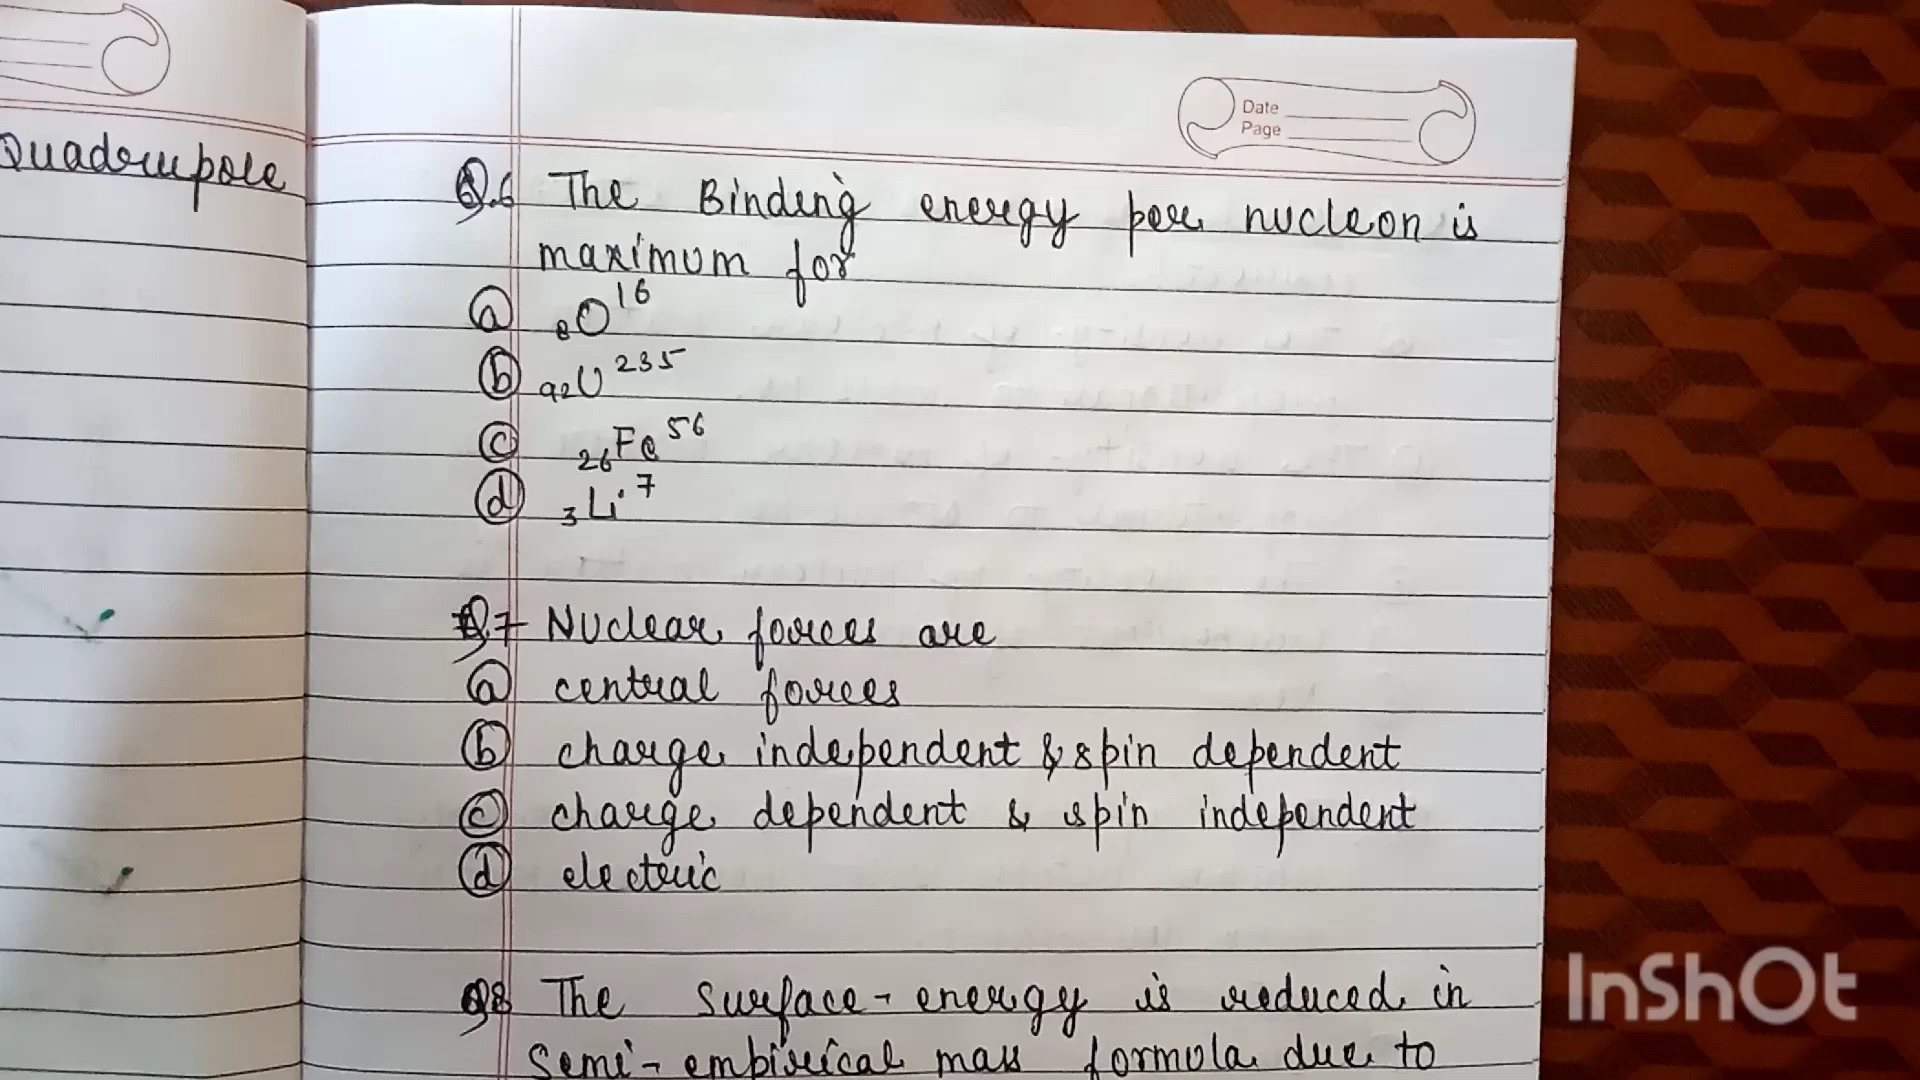 Quadrupole
Date
Page
Q.6 The Binding energy per nucleon is
maximum for
(a) ₈O¹⁶
(b) ₉₂U²³⁵
(c) ₂₆Fe⁵⁶
(d) ₃Li⁷
Q.7 Nuclear forces are
(a) central forces
(b) charge independent & spin dependent
(c) charge dependent & spin independent
(d) electric
Q8 The surface-energy is reduced in
Semi-empirical mass formula due to
InShOt